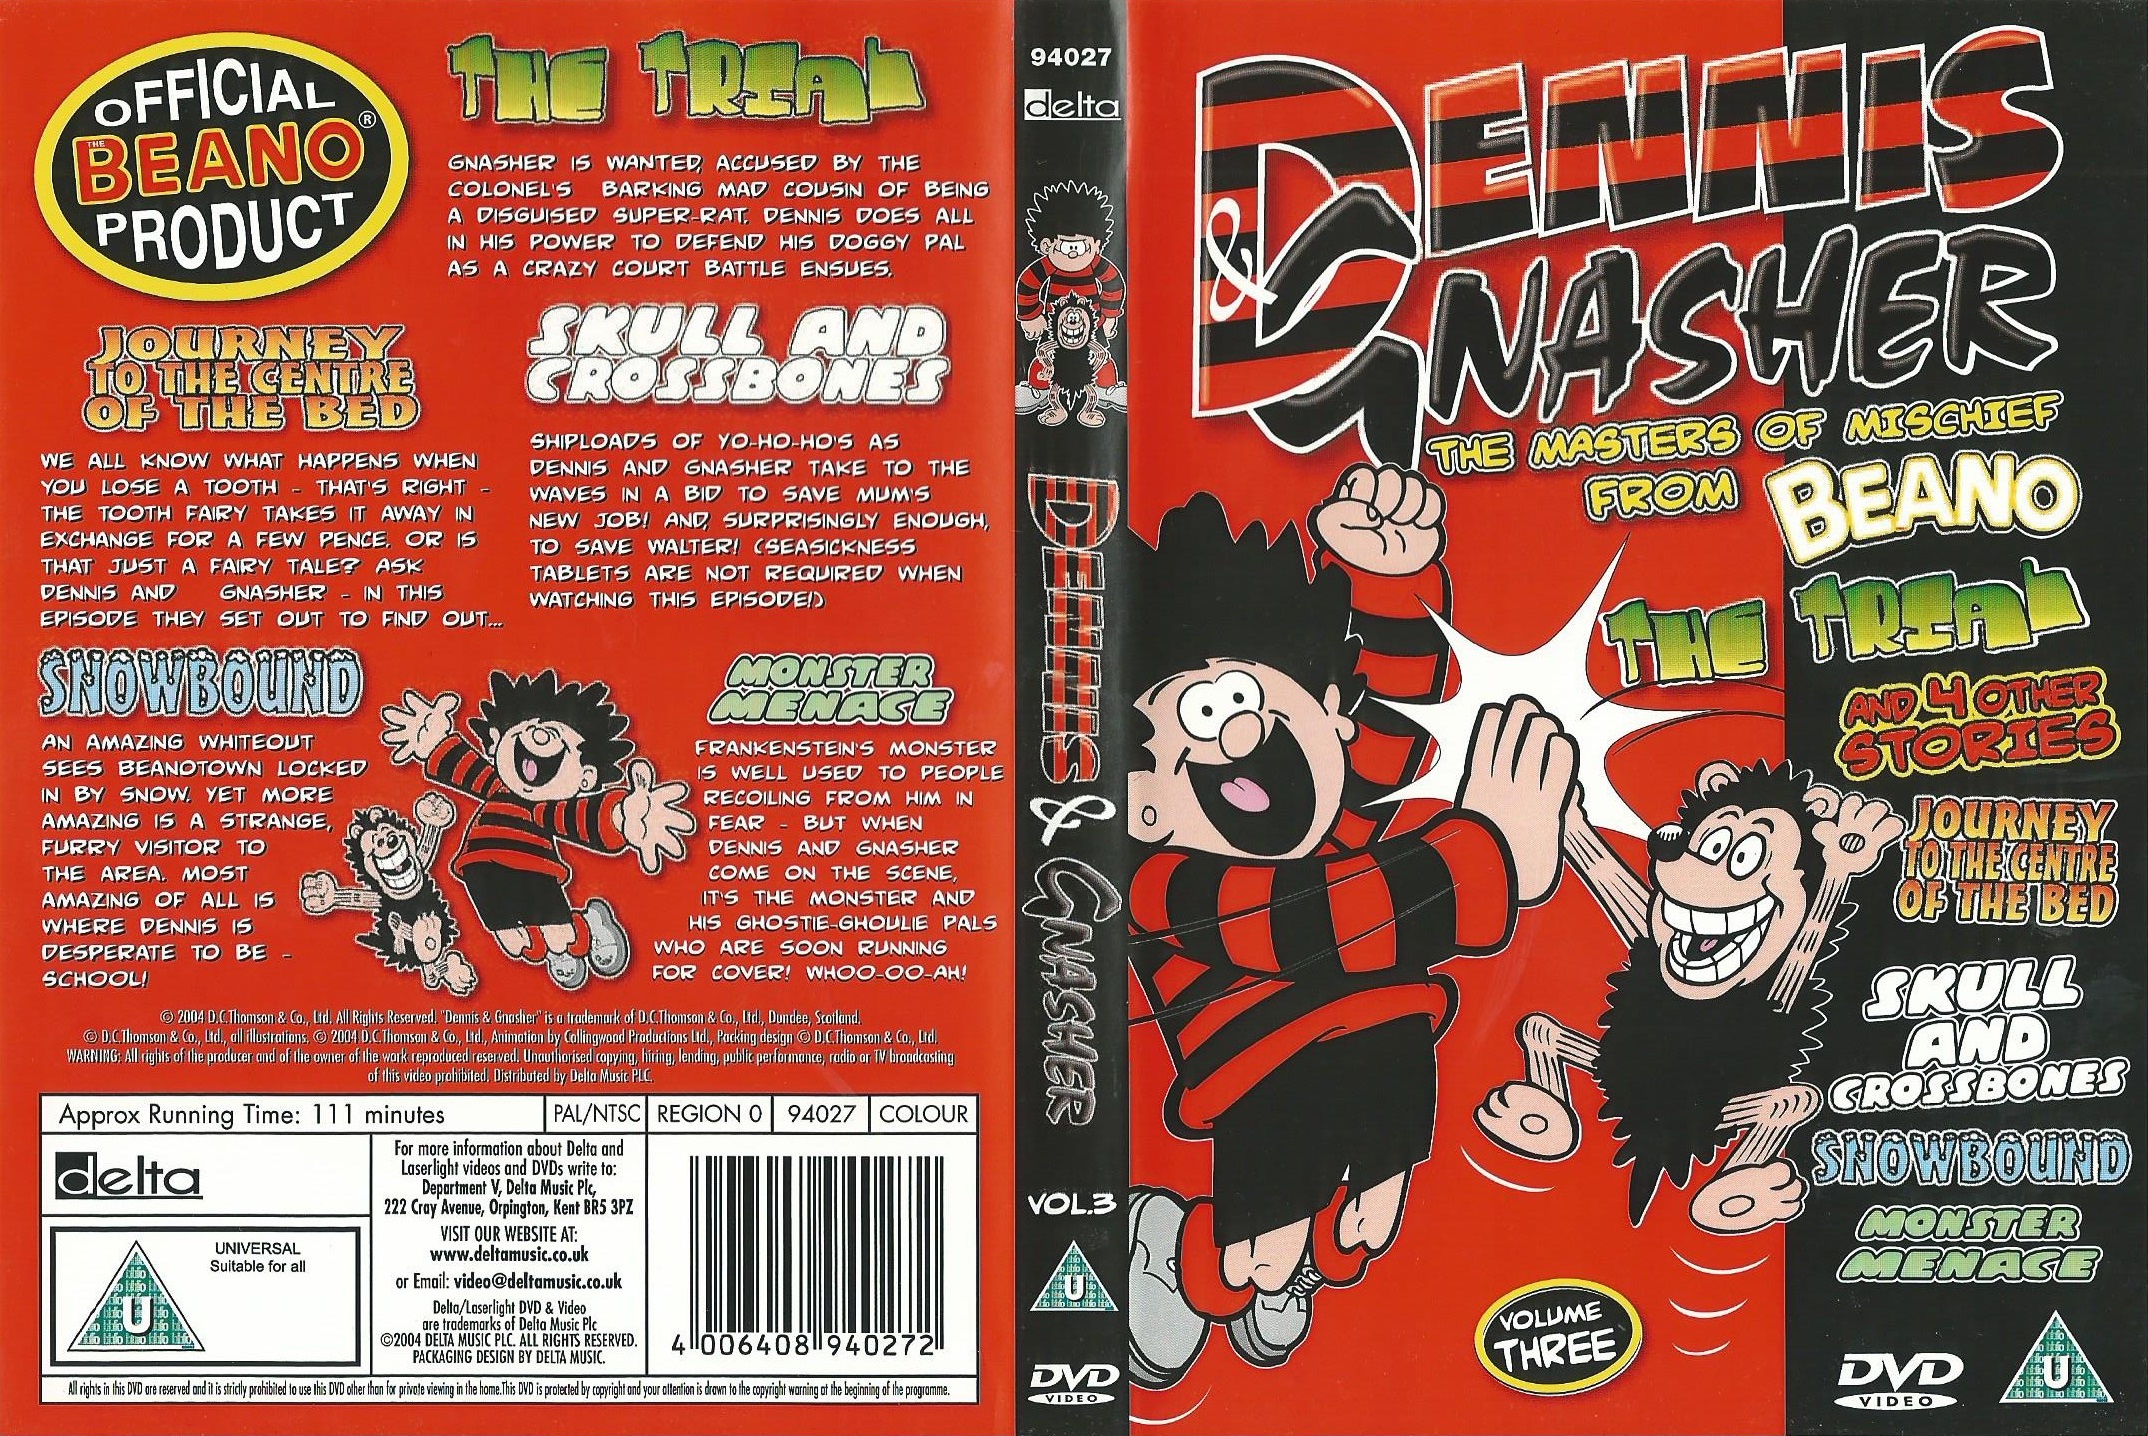 OFFICIAL
THE
BEANO®
PRODUCT
THE TRIAL
GNASHER IS WANTED, ACCUSED BY THE
COLONEL'S BARKING MAD COUSIN OF BEING
A DISGUISED SUPER-RAT. DENNIS DOES ALL
IN HIS POWER TO DEFEND HIS DOGGY PAL
AS A CRAZY COURT BATTLE ENSUES.
JOURNEY
TO THE CENTRE
OF THE BED
WE ALL KNOW WHAT HAPPENS WHEN
YOU LOSE A TOOTH - THAT'S RIGHT -
THE TOOTH FAIRY TAKES IT AWAY IN
EXCHANGE FOR A FEW PENCE. OR IS
THAT JUST A FAIRY TALE? ASK
DENNIS AND GNASHER - IN THIS
EPISODE THEY SET OUT TO FIND OUT...
SKULL AND
CROSSBONES
SHIPLOADS OF YO-HO-HO'S AS
DENNIS AND GNASHER TAKE TO THE
WAVES IN A BID TO SAVE MUM'S
NEW JOB! AND, SURPRISINGLY ENOUGH,
TO SAVE WALTER! (SEASICKNESS
TABLETS ARE NOT REQUIRED WHEN
WATCHING THIS EPISODE!)
SNOWBOUND
AN AMAZING WHITEOUT
SEES BEANOTOWN LOCKED
IN BY SNOW. YET MORE
AMAZING IS A STRANGE,
FURRY VISITOR TO
THE AREA. MOST
AMAZING OF ALL IS
WHERE DENNIS IS
DESPERATE TO BE -
SCHOOL!
MONSTER
MENACE
FRANKENSTEIN'S MONSTER
IS WELL USED TO PEOPLE
RECOILING FROM HIM IN
FEAR - BUT WHEN
DENNIS AND GNASHER
COME ON THE SCENE,
IT'S THE MONSTER AND
HIS GHOSTIE-GHOULIE PALS
WHO ARE SOON RUNNING
FOR COVER! WHOO-OO-AH!
© 2004 D.C.Thomson & Co., Ltd. All Rights Reserved. "Dennis & Gnasher" is a trademark of D.C.Thomson & Co., Ltd, Dundee, Scotland.
© D.C.Thomson & Co., Ltd., all illustrations. © 2004 D.C.Thomson & Co., Ltd, Animation by Collingwood Productions Ltd., Packing design © D.C.Thomson & Co., Ltd.
WARNING: All rights of the producer and of the owner of the work reproduced reserved. Unauthorised copying, hiring, lending, public performance, radio or TV broadcasting
of this video prohibited. Distributed by Delta Music PLC.
Approx Running Time: 111 minutes
PAL/NTSC
REGION 0
94027
COLOUR
delta
UNIVERSAL
Suitable for all
U
For more information about Delta and
Laserlight videos and DVDs write to:
Department V, Delta Music Plc,
222 Cray Avenue, Orpington, Kent BR5 3PZ
VISIT OUR WEBSITE AT:
www.deltamusic.co.uk
or Email: video@deltamusic.co.uk
Delta/Laserlight DVD & Video
are trademarks of Delta Music Plc
©2004 DELTA MUSIC PLC. ALL RIGHTS RESERVED.
PACKAGING DESIGN BY DELTA MUSIC.
4 006408 940272
All rights in this DVD are reserved and it is strictly prohibited to use this DVD other than for private viewing in the home.This DVD is protected by copyright and your attention is drawn to the copyright warning at the beginning of the programme.
94027
delta
DENNIS & GNASHER
VOL.3
U
DVD
VIDEO
DENNIS
& GNASHER
THE MASTERS OF MISCHIEF
FROM BEANO
THE TRIAL
AND 4 OTHER
STORIES
JOURNEY
TO THE CENTRE
OF THE BED
SKULL
AND
CROSSBONES
SNOWBOUND
MONSTER
MENACE
VOLUME
THREE
DVD
VIDEO
U